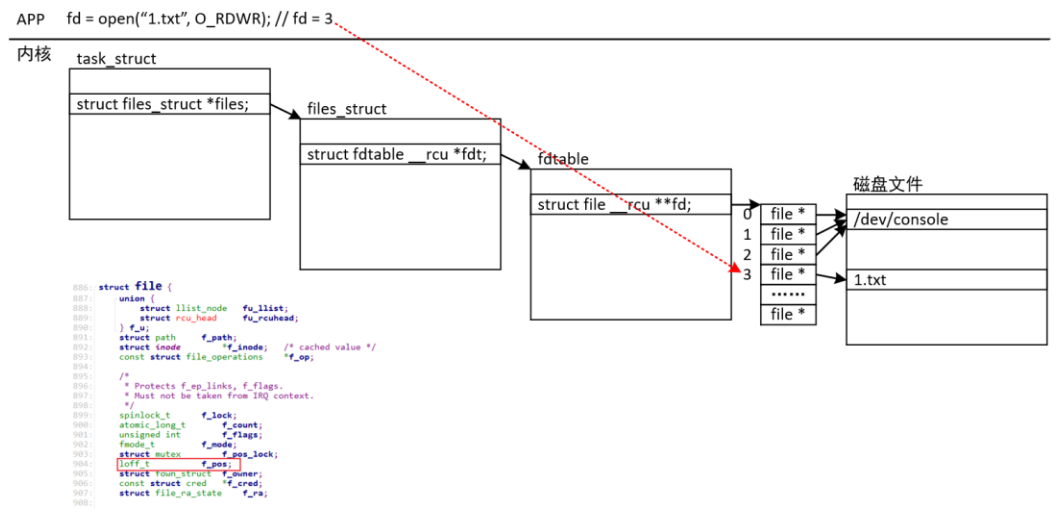 APP fd = open("1.txt", O_RDWR); // fd = 3
内核
task_struct
struct files_struct *files;
files_struct
struct fdtable __rcu *fdt;
fdtable
struct file __rcu **fd;
磁盘文件
0 file *
/dev/console
1 file *
2 file *
3 file *
1.txt
......
file *
886: struct file {
887: union {
888: struct llist_node fu_llist;
889: struct rcu_head fu_rcuhead;
890: } f_u;
891: struct path f_path;
892: struct inode *f_inode; /* cached value */
893: const struct file_operations *f_op;
894:
895: /*
896: * Protects f_ep_links, f_flags.
897: * Must not be taken from IRQ context.
898: */
899: spinlock_t f_lock;
900: atomic_long_t f_count;
901: unsigned int f_flags;
902: fmode_t f_mode;
903: struct mutex f_pos_lock;
904: loff_t f_pos;
905: struct fown_struct f_owner;
906: const struct cred *f_cred;
907: struct file_ra_state f_ra;
908: